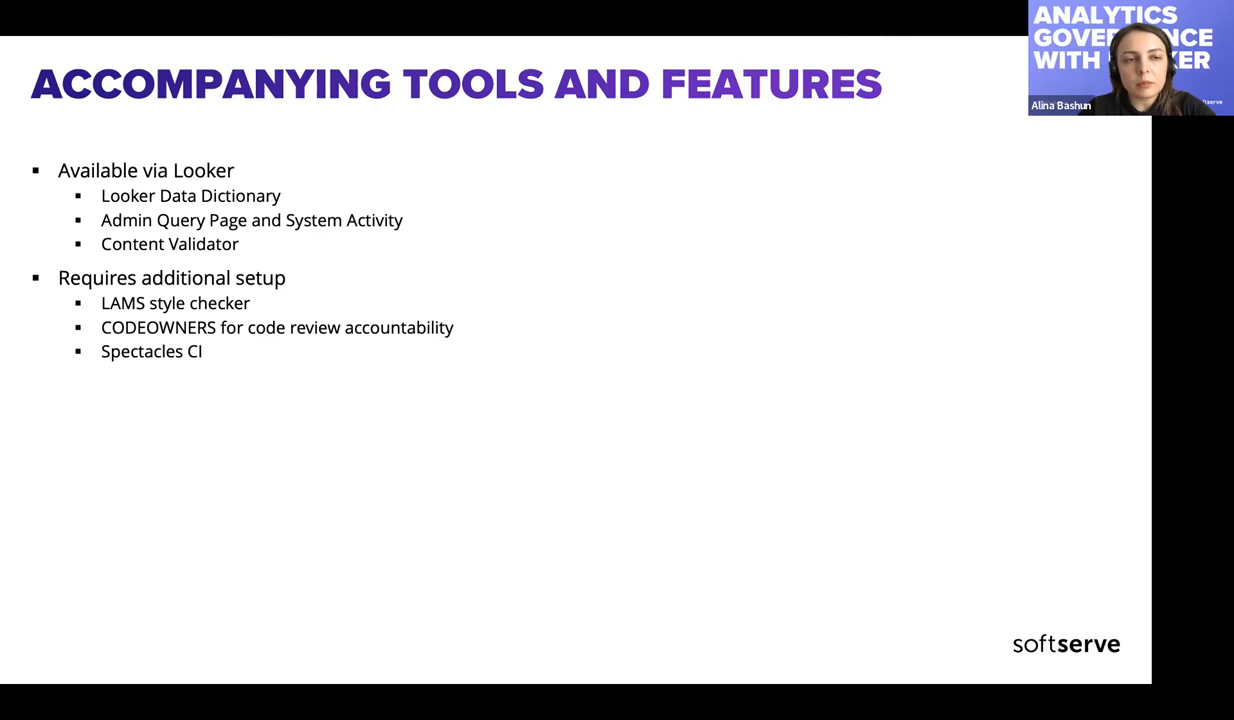 ACCOMPANYING TOOLS AND FEATURES
Available via Looker
Looker Data Dictionary
Admin Query Page and System Activity
Content Validator
Requires additional setup
LAMS style checker
CODEOWNERS for code review accountability
Spectacles CI
softserve
ANALYTICS
WITH
Alina Bashun